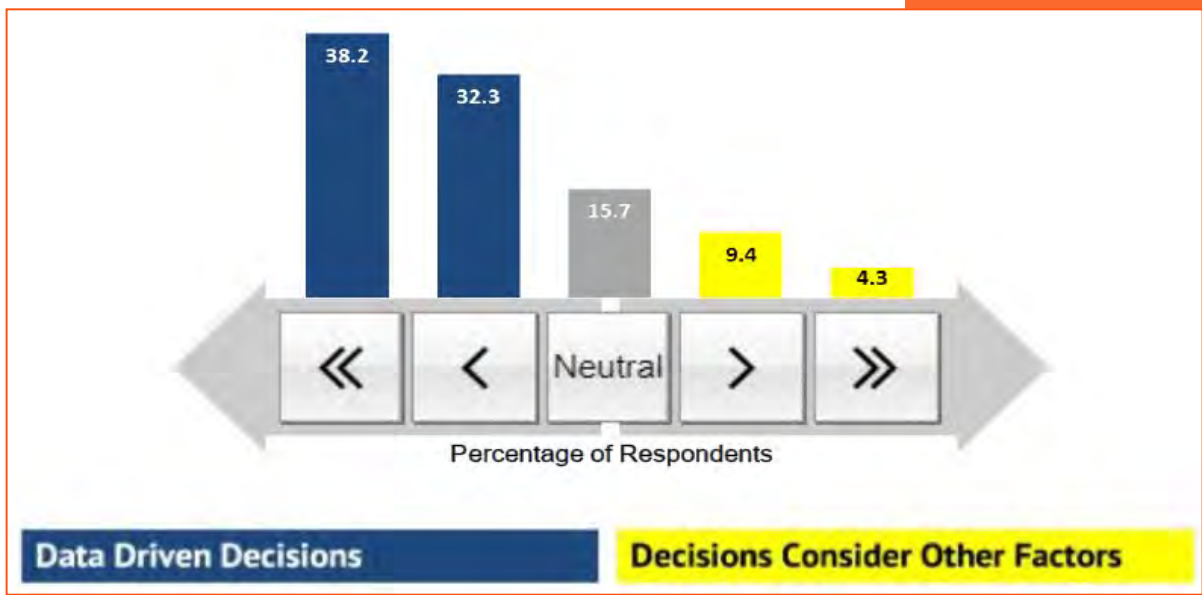 38.2
32.3
15.7
9.4
4.3
Neutral
Percentage of Respondents
Data Driven Decisions
Decisions Consider Other Factors